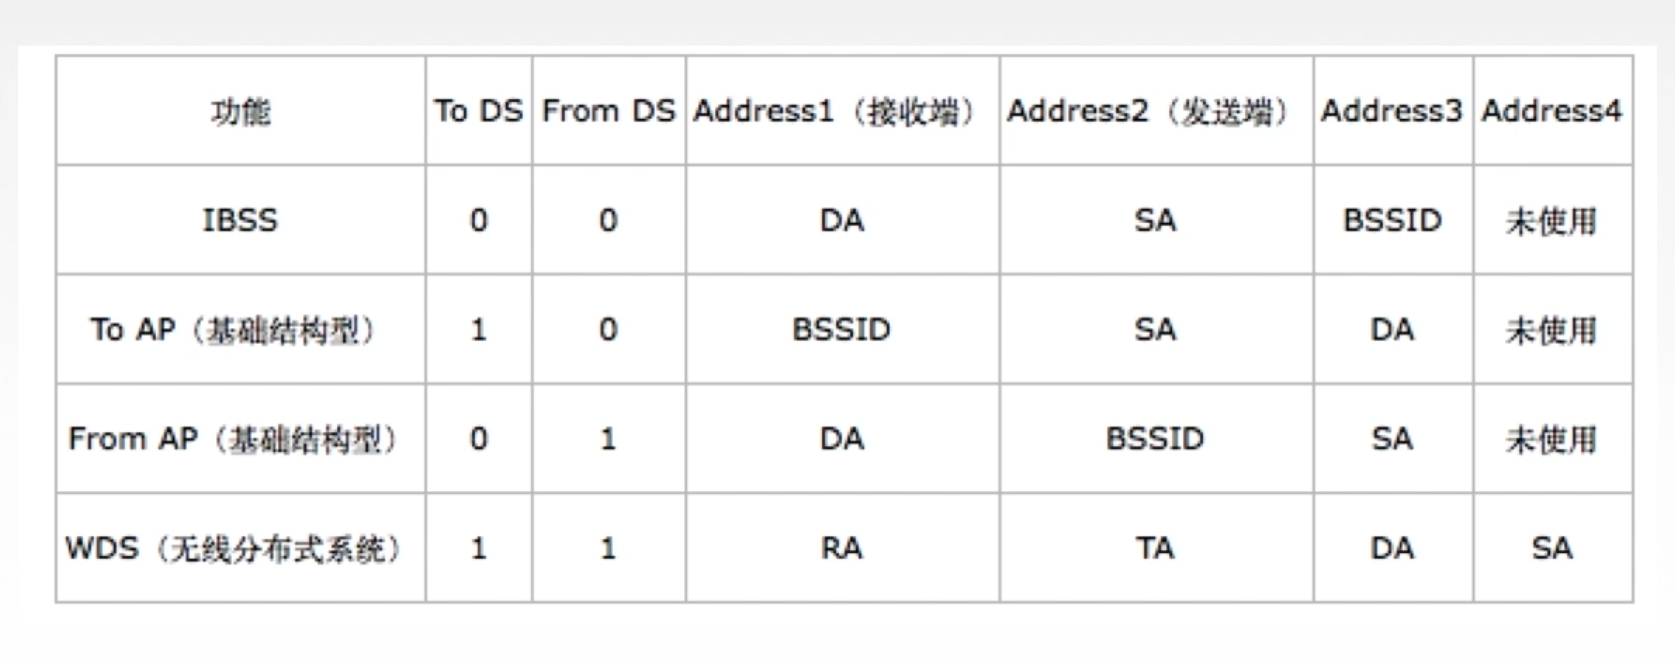 功能 To DS From DS Address1（接收端） Address2（发送端） Address3 Address4
IBSS 0 0 DA SA BSSID 未使用
To AP（基础结构型） 1 0 BSSID SA DA 未使用
From AP（基础结构型） 0 1 DA BSSID SA 未使用
WDS（无线分布式系统） 1 1 RA TA DA SA